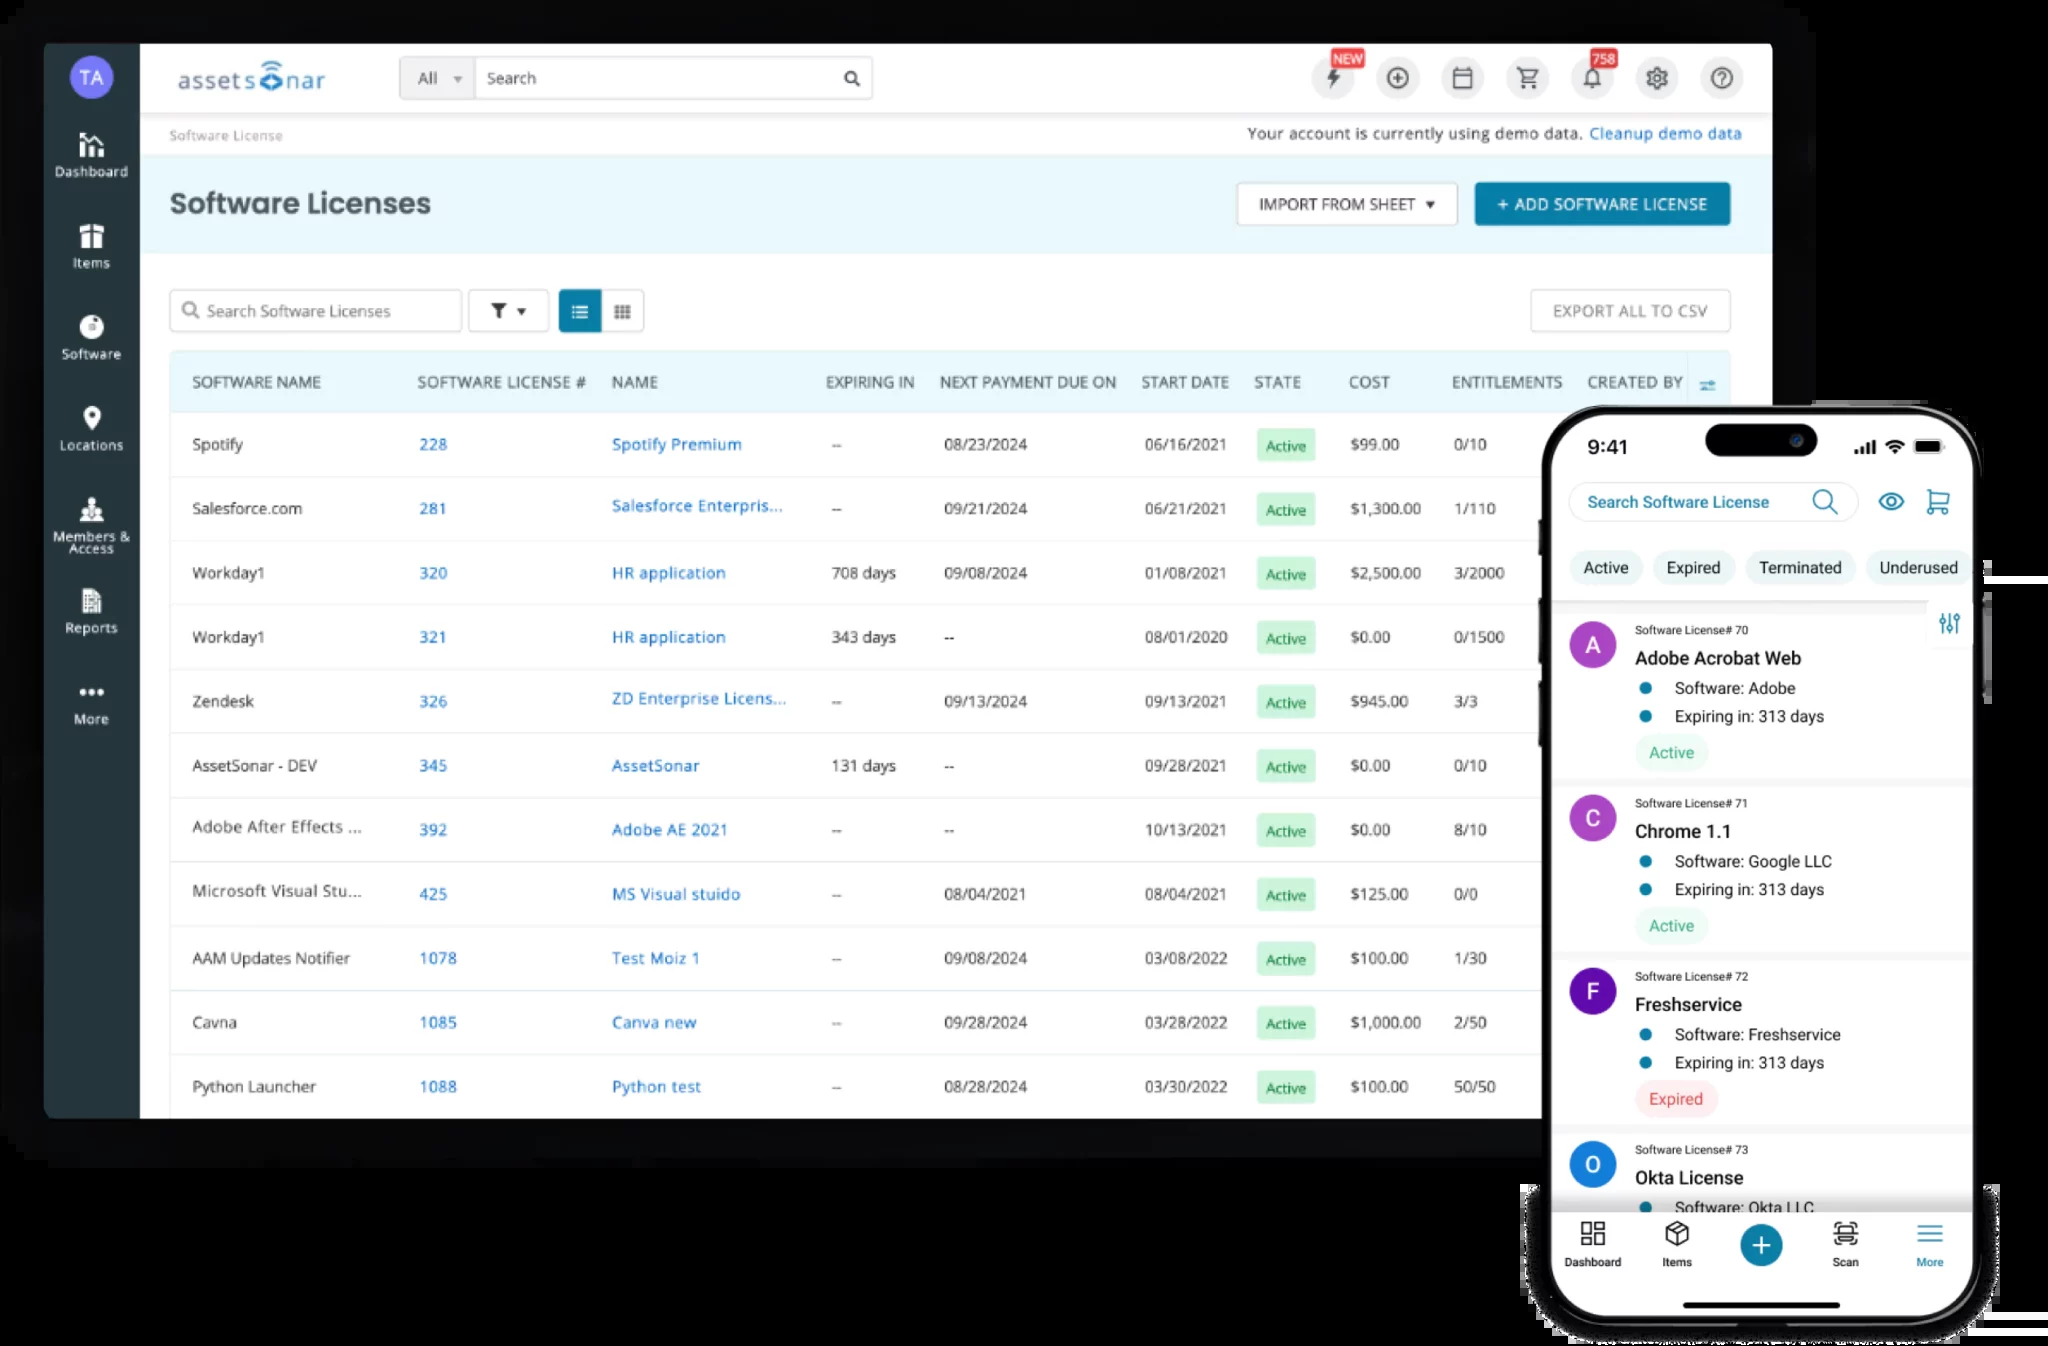 TA
assetsonar
All
Search
NEW
758
Dashboard
Items
Software
Locations
Members &
Access
Reports
More
Software License
Your account is currently using demo data. Cleanup demo data
Software Licenses
IMPORT FROM SHEET
+ ADD SOFTWARE LICENSE
Search Software Licenses
EXPORT ALL TO CSV
SOFTWARE NAME SOFTWARE LICENSE # NAME EXPIRING IN NEXT PAYMENT DUE ON START DATE STATE COST ENTITLEMENTS CREATED BY
Spotify 228 Spotify Premium -- 08/23/2024 06/16/2021 Active $99.00 0/10
Salesforce.com 281 Salesforce Enterpris... -- 09/21/2024 06/21/2021 Active $1,300.00 1/110
Workday1 320 HR application 708 days 09/08/2024 01/08/2021 Active $2,500.00 3/2000
Workday1 321 HR application 343 days -- 08/01/2020 Active $0.00 0/1500
Zendesk 326 ZD Enterprise Licens... -- 09/13/2024 09/13/2021 Active $945.00 3/3
AssetSonar - DEV 345 AssetSonar 131 days -- 09/28/2021 Active $0.00 0/10
Adobe After Effects ... 392 Adobe AE 2021 -- -- 10/13/2021 Active $0.00 8/10
Microsoft Visual Stu... 425 MS Visual stuido -- 08/04/2021 08/04/2021 Active $125.00 0/0
AAM Updates Notifier 1078 Test Moiz 1 -- 09/08/2024 03/08/2022 Active $100.00 1/30
Cavna 1085 Canva new -- 09/28/2024 03/28/2022 Active $1,000.00 2/50
Python Launcher 1088 Python test -- 08/28/2024 03/30/2022 Active $100.00 50/50
9:41
Search Software License
Active Expired Terminated Underused
A
Software License# 70
Adobe Acrobat Web
Software: Adobe
Expiring in: 313 days
Active
C
Software License# 71
Chrome 1.1
Software: Google LLC
Expiring in: 313 days
Active
F
Software License# 72
Freshservice
Software: Freshservice
Expiring in: 313 days
Expired
O
Software License# 73
Okta License
Software: Okta LLC
Dashboard Items + Scan More